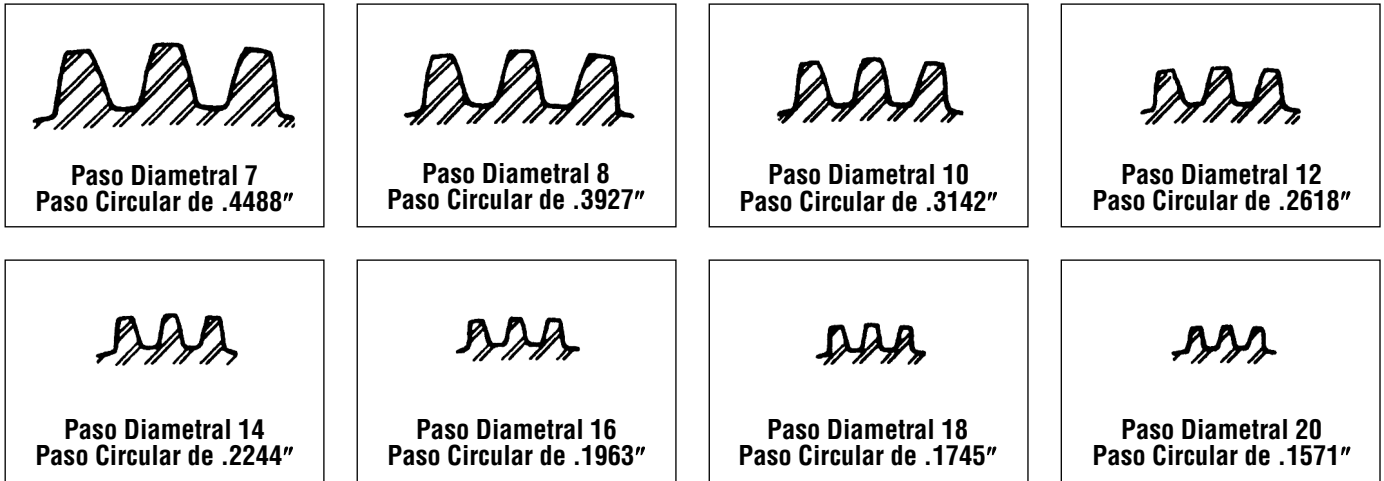 Paso Diametral 7
Paso Circular de .4488"
Paso Diametral 8
Paso Circular de .3927"
Paso Diametral 10
Paso Circular de .3142"
Paso Diametral 12
Paso Circular de .2618"
Paso Diametral 14
Paso Circular de .2244"
Paso Diametral 16
Paso Circular de .1963"
Paso Diametral 18
Paso Circular de .1745"
Paso Diametral 20
Paso Circular de .1571"